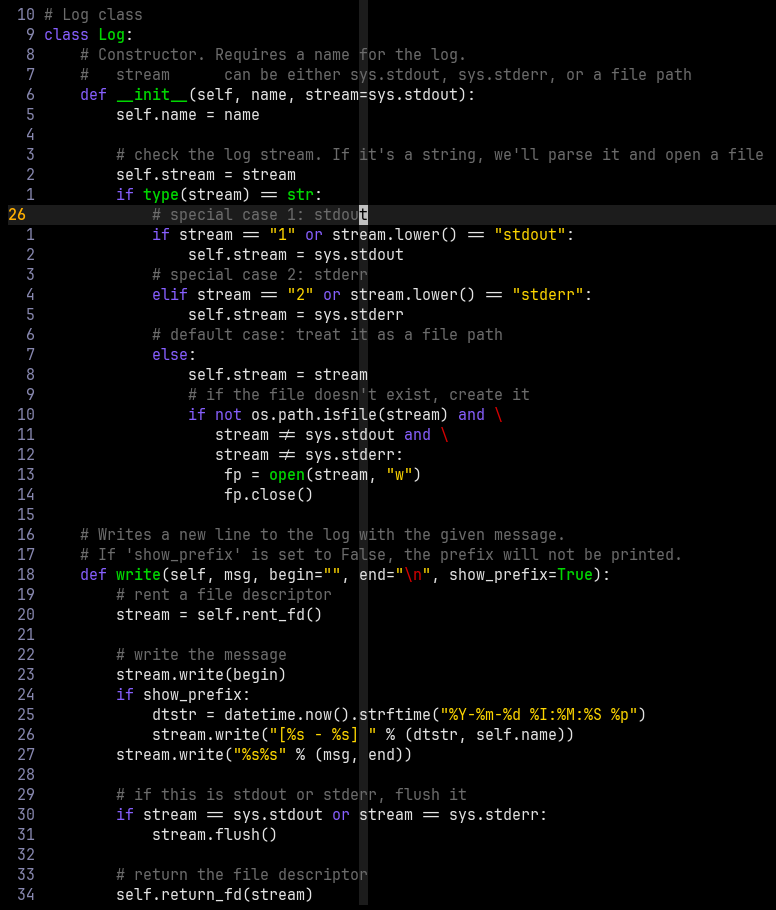 10 # Log class
 9 class Log:
 8     # Constructor. Requires a name for the log.
 7     #   stream      can be either sys.stdout, sys.stderr, or a file path
 6     def __init__(self, name, stream=sys.stdout):
 5         self.name = name
 4
 3         # check the log stream. If it's a string, we'll parse it and open a file
 2         self.stream = stream
 1         if type(stream) == str:
26             # special case 1: stdout
 1             if stream == "1" or stream.lower() == "stdout":
 2                 self.stream = sys.stdout
 3             # special case 2: stderr
 4             elif stream == "2" or stream.lower() == "stderr":
 5                 self.stream = sys.stderr
 6             # default case: treat it as a file path
 7             else:
 8                 self.stream = stream
 9                 # if the file doesn't exist, create it
10                 if not os.path.isfile(stream) and \
11                    stream != sys.stdout and \
12                    stream != sys.stderr:
13                     fp = open(stream, "w")
14                     fp.close()
15
16     # Writes a new line to the log with the given message.
17     # If 'show_prefix' is set to False, the prefix will not be printed.
18     def write(self, msg, begin="", end="\n", show_prefix=True):
19         # rent a file descriptor
20         stream = self.rent_fd()
21
22         # write the message
23         stream.write(begin)
24         if show_prefix:
25             dtstr = datetime.now().strftime("%Y-%m-%d %I:%M:%S %p")
26             stream.write("[%s - %s] " % (dtstr, self.name))
27         stream.write("%s%s" % (msg, end))
28
29         # if this is stdout or stderr, flush it
30         if stream == sys.stdout or stream == sys.stderr:
31             stream.flush()
32
33         # return the file descriptor
34         self.return_fd(stream)